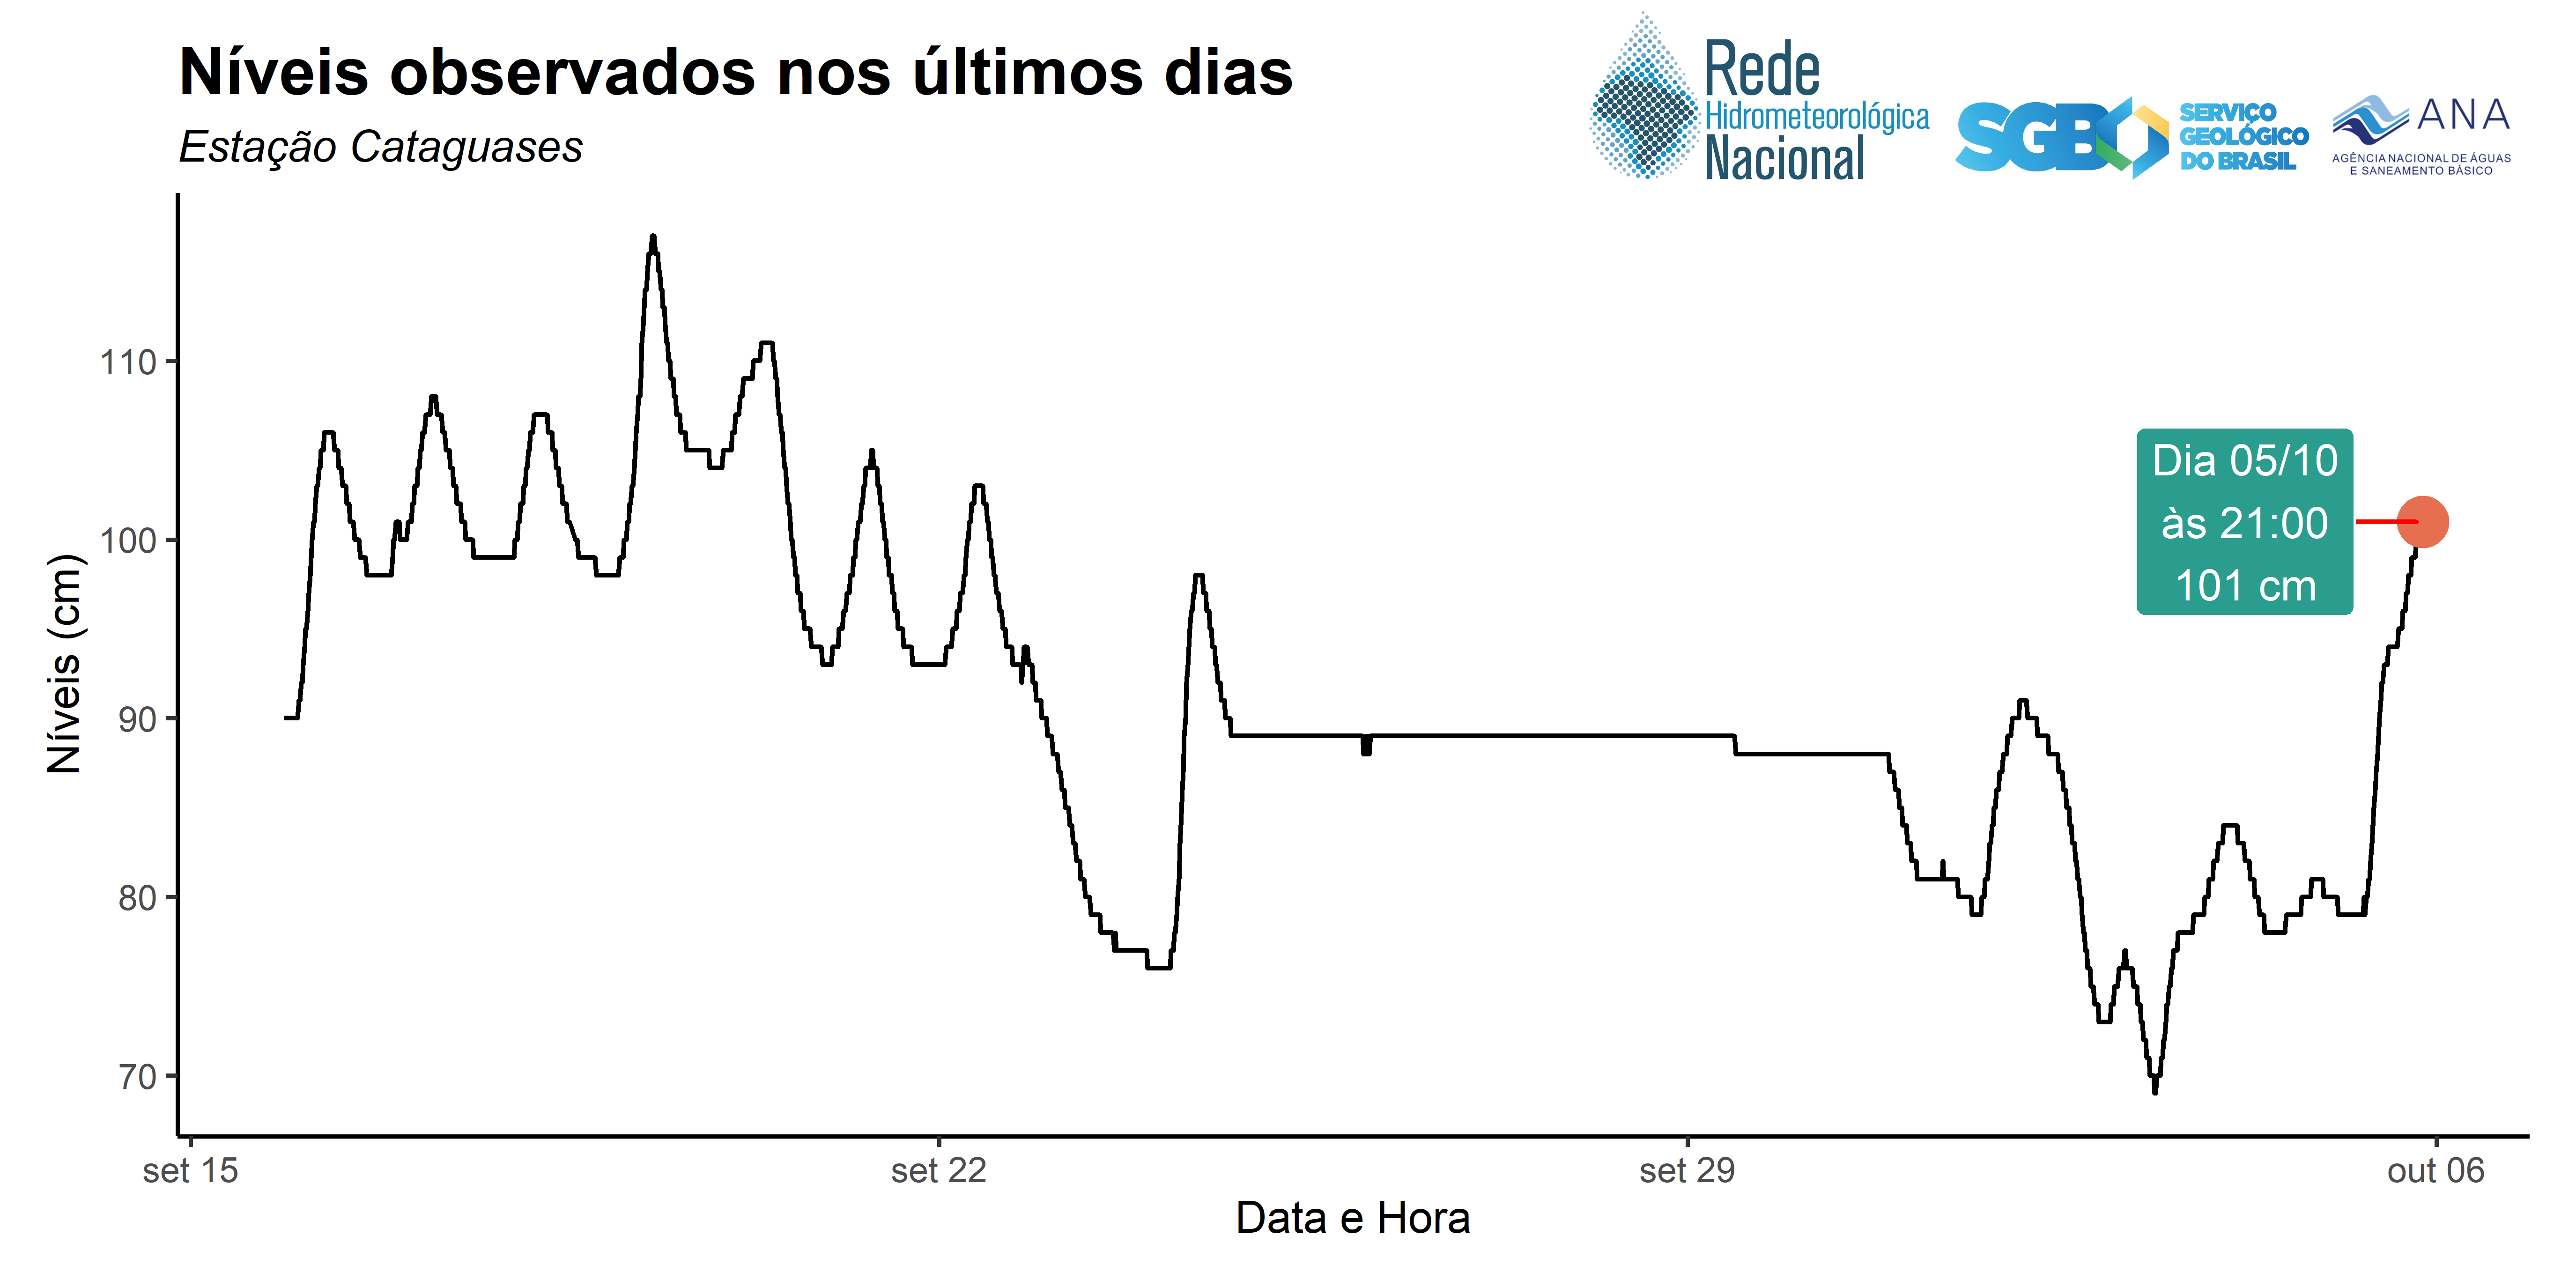 Níveis observados nos últimos dias
Estação Cataguases
Rede
Hidrometeorológica
Nacional
SGB
SERVIÇO
GEOLÓGICO
DO BRASIL
ANA
AGÊNCIA NACIONAL DE ÁGUAS
E SANEAMENTO BÁSICO
Níveis (cm)
110
100
90
80
70
Dia 05/10
às 21:00
101 cm
set 15
set 22
set 29
out 06
Data e Hora